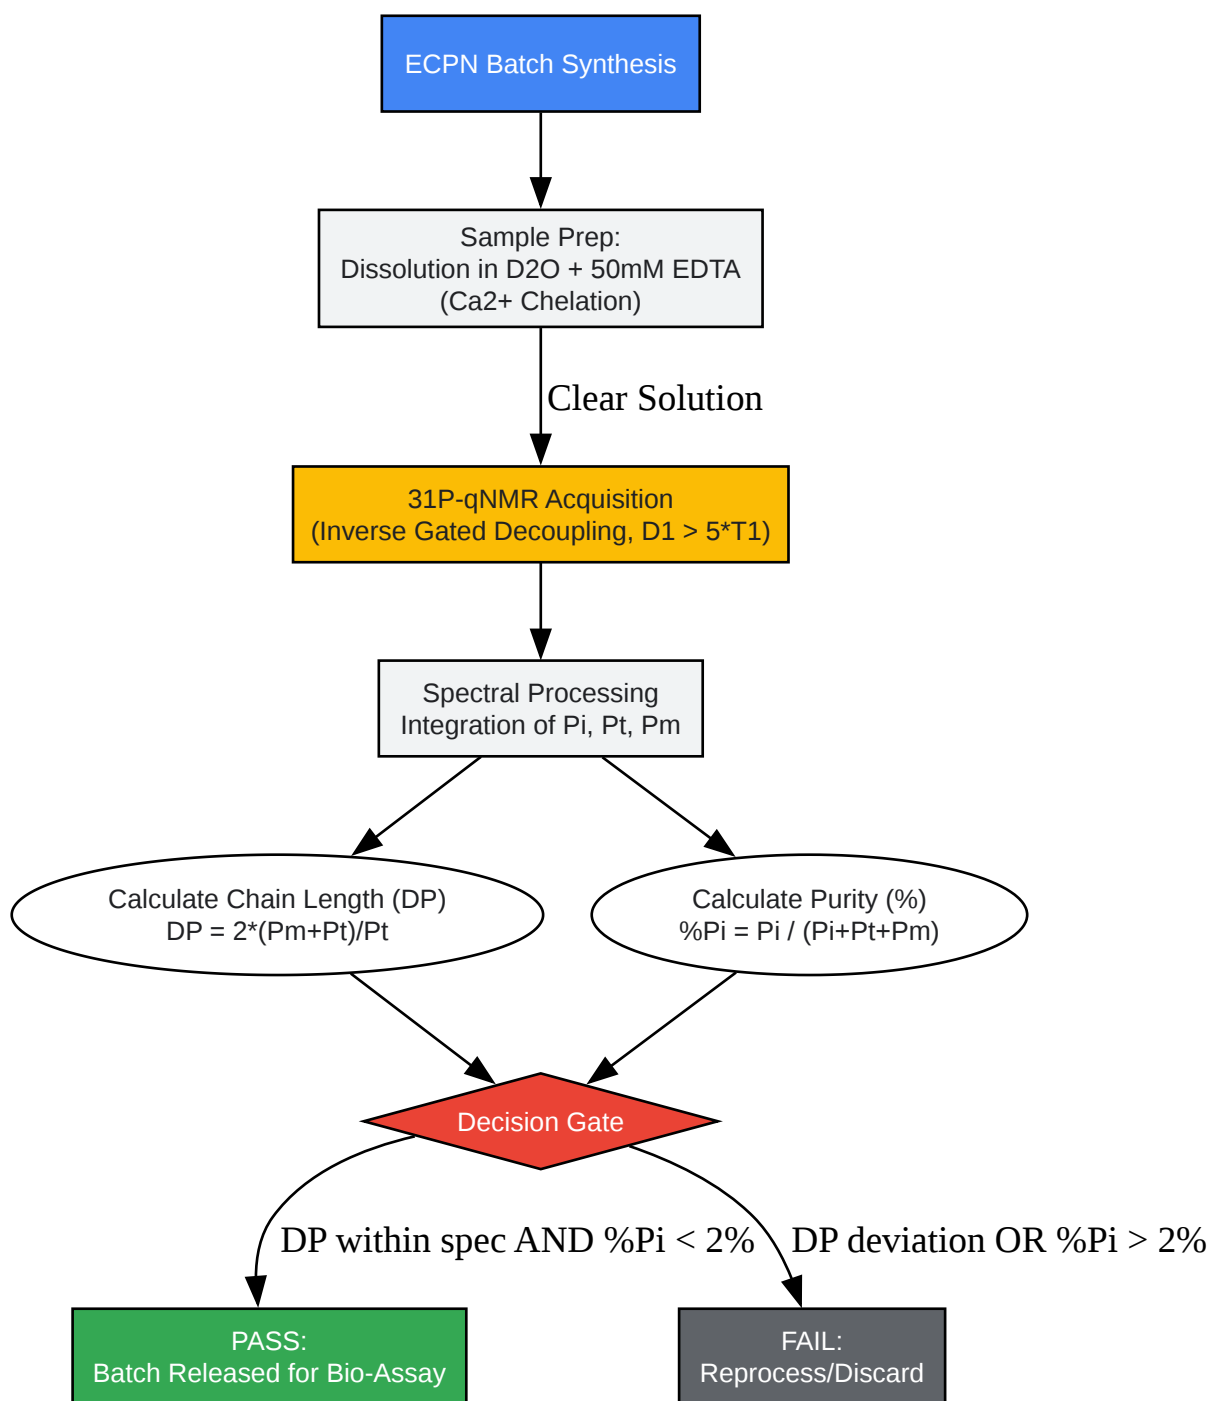 ECPN Batch Synthesis
Sample Prep:
Dissolution in D2O + 50mM EDTA
(Ca2+ Chelation)
Clear Solution
31P-qNMR Acquisition
(Inverse Gated Decoupling, D1 > 5*T1)
Spectral Processing
Integration of Pi, Pt, Pm
Calculate Chain Length (DP)
DP = 2*(Pm+Pt)/Pt
Calculate Purity (%)
%Pi = Pi / (Pi+Pt+Pm)
Decision Gate
DP within spec AND %Pi < 2%
DP deviation OR %Pi > 2%
PASS:
Batch Released for Bio-Assay
FAIL:
Reprocess/Discard